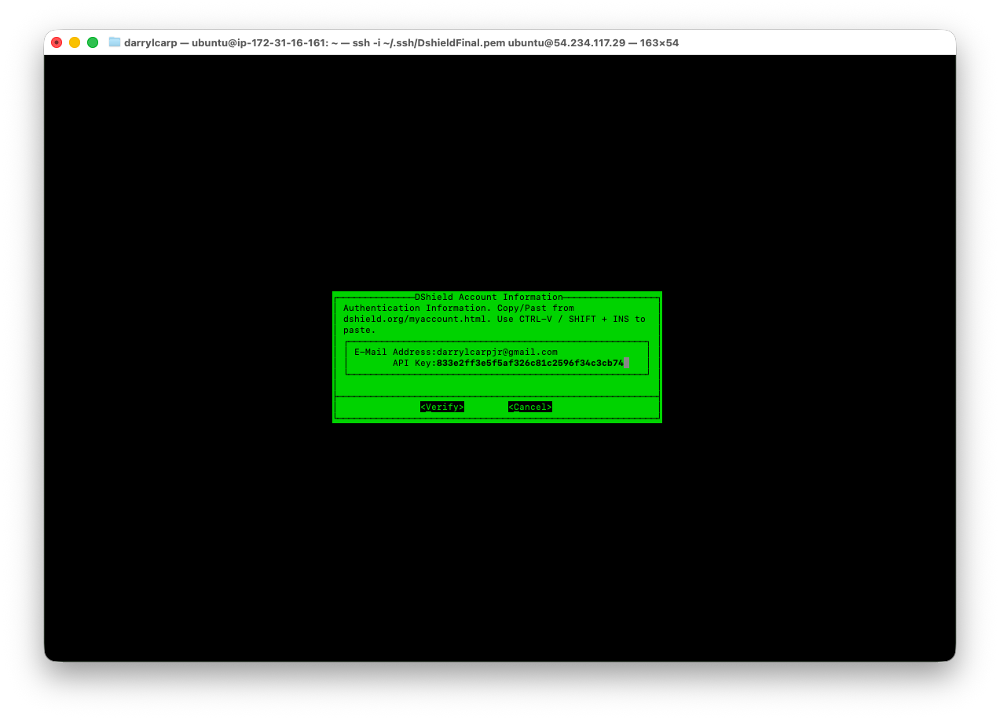 darrylcarp — ubuntu@ip-172-31-16-161: ~ — ssh -i ~/.ssh/DshieldFinal.pem ubuntu@54.234.117.29 — 163×54
DShield Account Information
Authentication Information. Copy/Past from
dshield.org/myaccount.html. Use CTRL-V / SHIFT + INS to
paste.
E-Mail Address:darrylcarpjr@gmail.com
API Key:833e2ff3e5f5af326c81c2596f34c3cb74
<Verify> <Cancel>